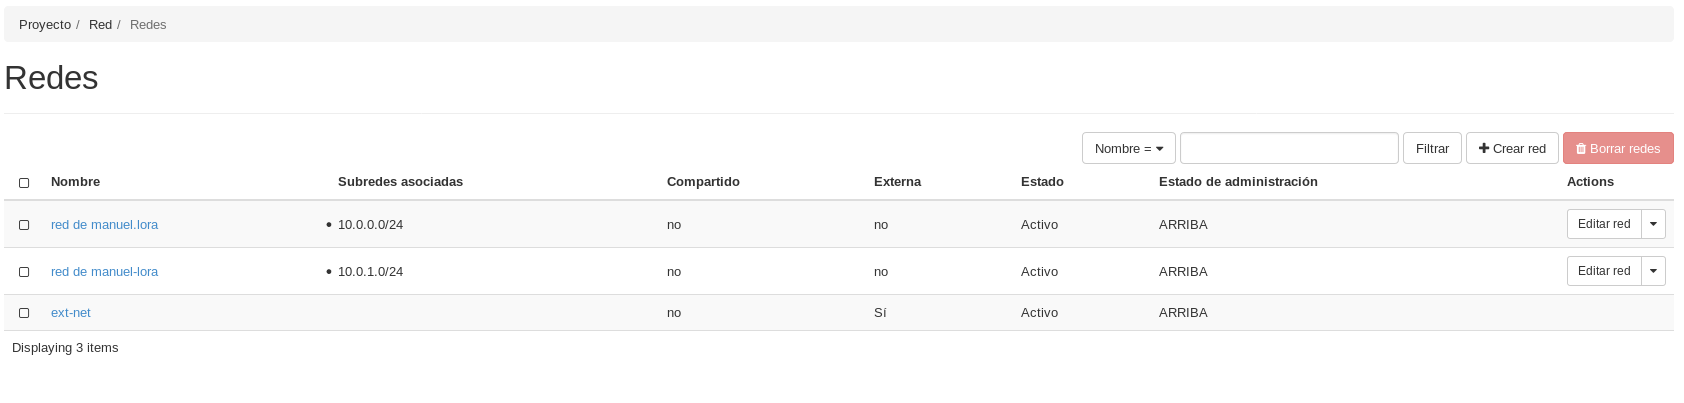 Proyecto / Red / Redes
Redes
Nombre = Filtrar Crear red Borrar redes
Nombre Subredes asociadas Compartido Externa Estado Estado de administración Actions
red de manuel.lora • 10.0.0.0/24 no no Activo ARRIBA Editar red
red de manuel-lora • 10.0.1.0/24 no no Activo ARRIBA Editar red
ext-net no Sí Activo ARRIBA
Displaying 3 items